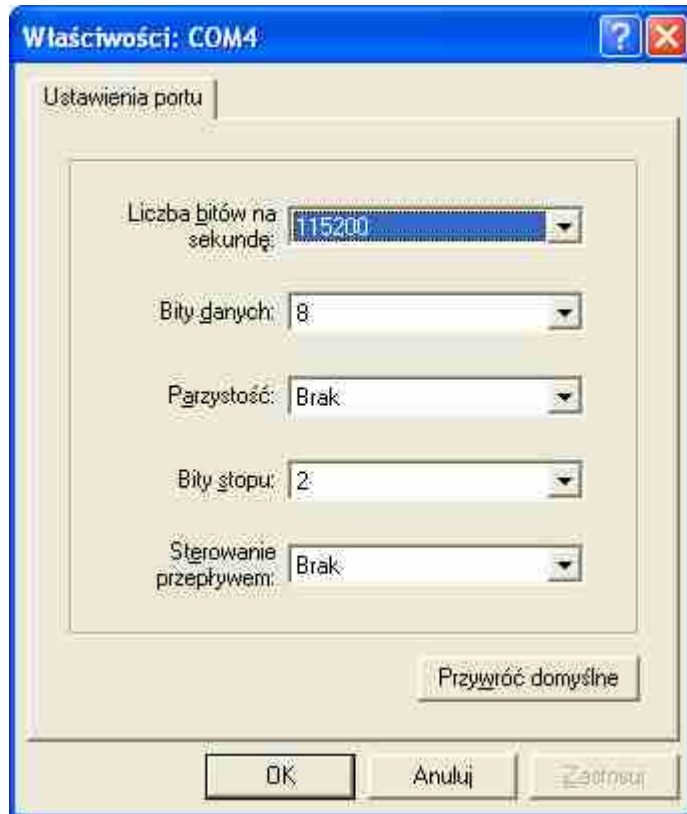 Właściwości: COM4
Ustawienia portu
Liczba bitów na
sekundę:
115200
Bity danych:
8
Parzystość:
Brak
Bity stopu:
2
Sterowanie
przepływem:
Brak
Przywróć domyślne
OK
Anuluj
Zastosuj